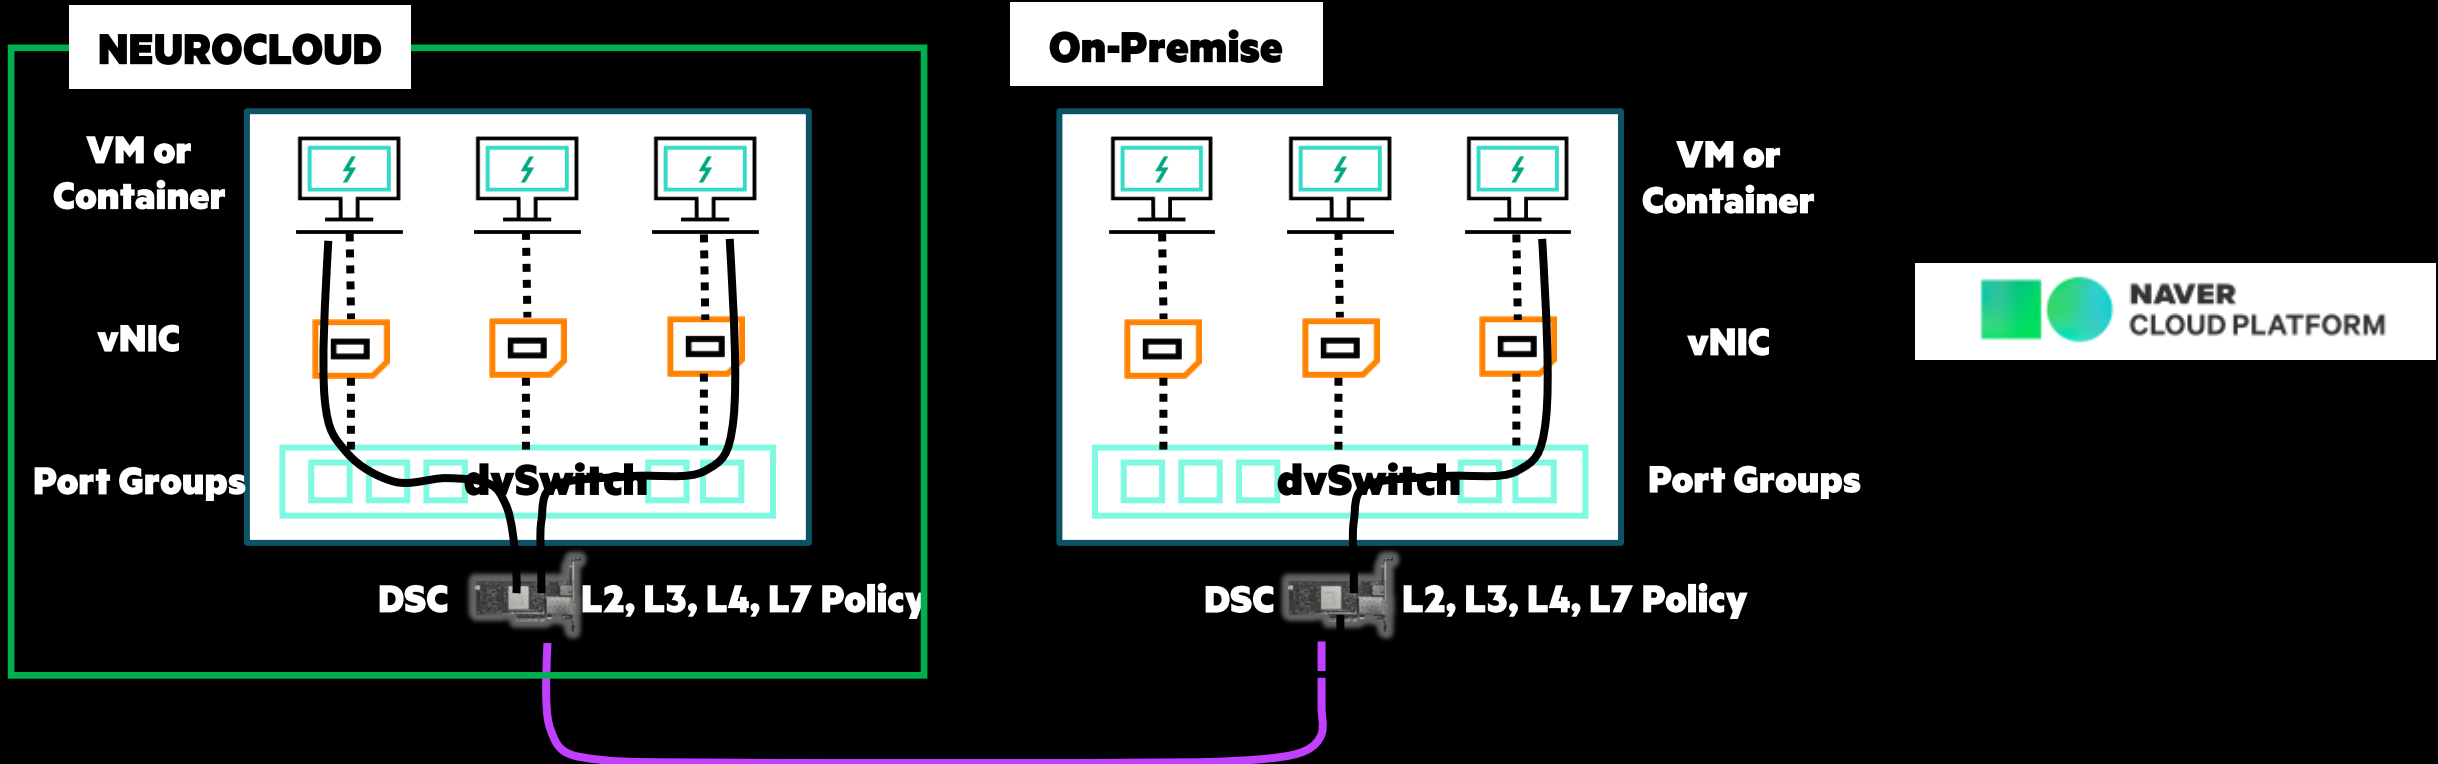 NEUROCLOUD
VM or
Container
vNIC
Port Groups
dvSwitch
DSC
L2, L3, L4, L7 Policy
On-Premise
VM or
Container
vNIC
Port Groups
dvSwitch
DSC
L2, L3, L4, L7 Policy
NAVER
CLOUD PLATFORM